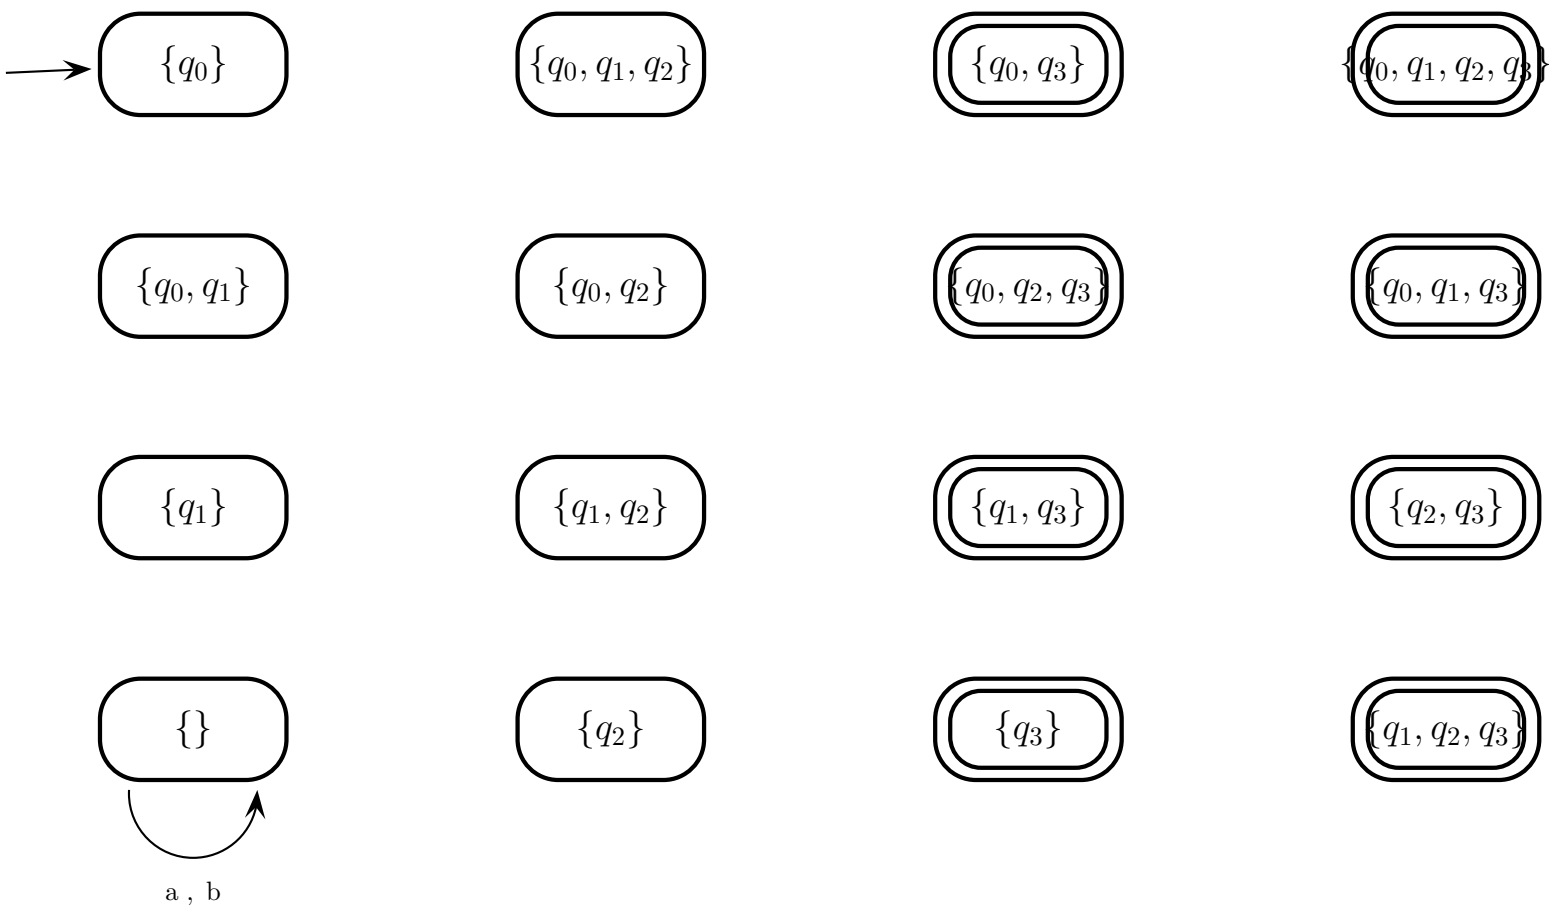 {q0} {q0, q1, q2} {q0, q3} {q0, q1, q2, q3}
{q0, q1} {q0, q2} {q0, q2, q3} {q0, q1, q3}
{q1} {q1, q2} {q1, q3} {q2, q3}
{} {q2} {q3} {q1, q2, q3}
a , b